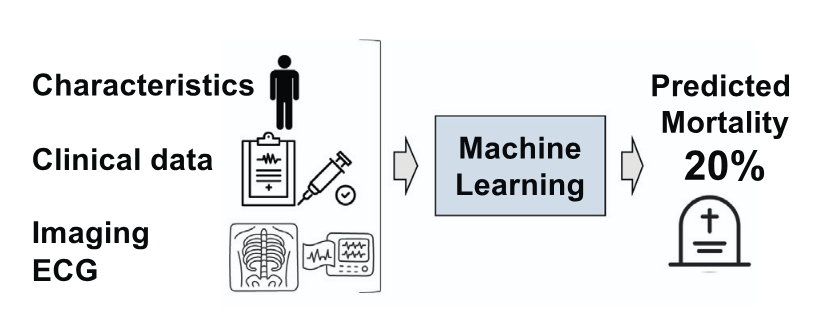 Characteristics
Clinical data
Imaging
ECG
Machine
Learning
Predicted
Mortality
20%